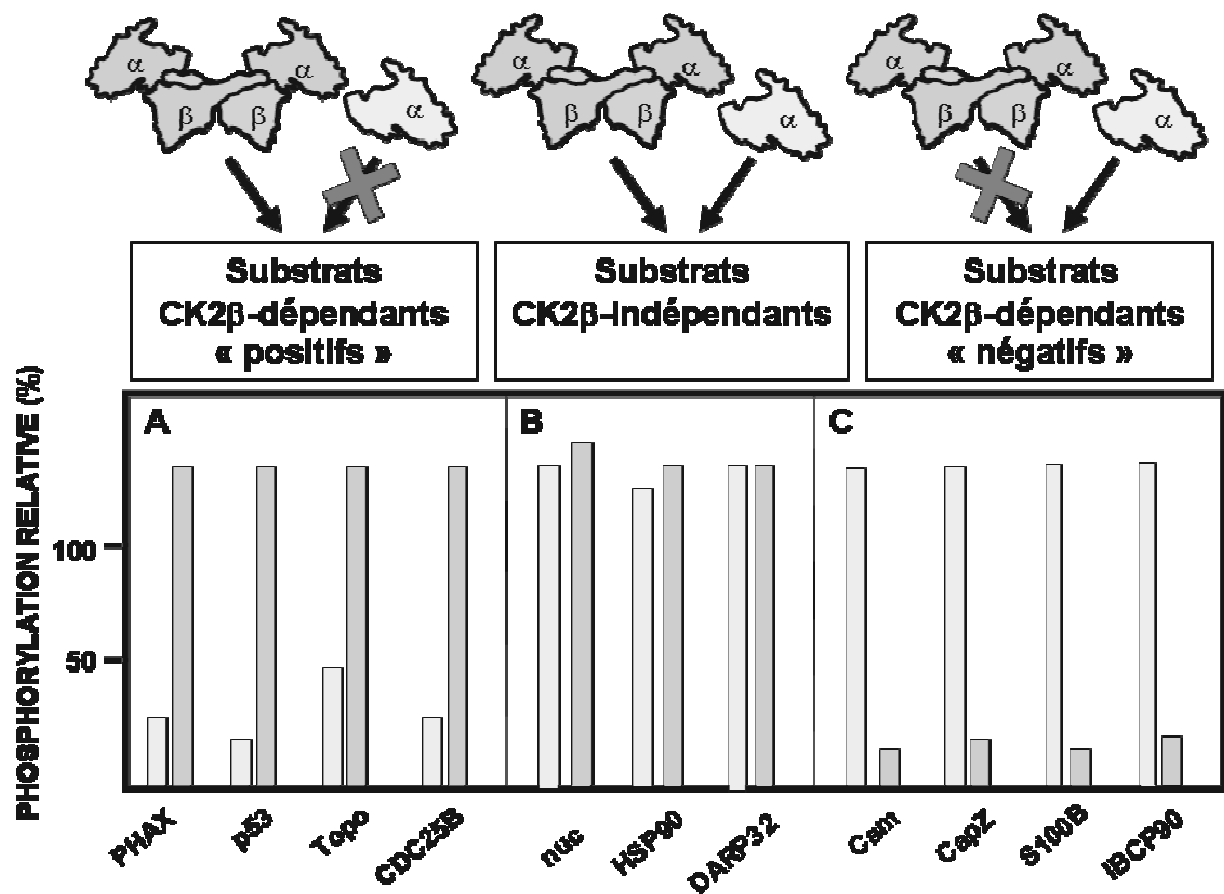 α α α
β β
α α α
β β
α α α
β β
Substrats
CK2β-dépendants
« positifs »
Substrats
CK2β-Indépendants
Substrats
CK2β-dépendants
« négatifs »
PHOSPHORYLATION RELATIVE (%)
100
50
A
B
C
PHAX
p53
Topo
CDC25B
nuc
HSP90
DARP32
Cam
CapZ
S100B
IBCP90